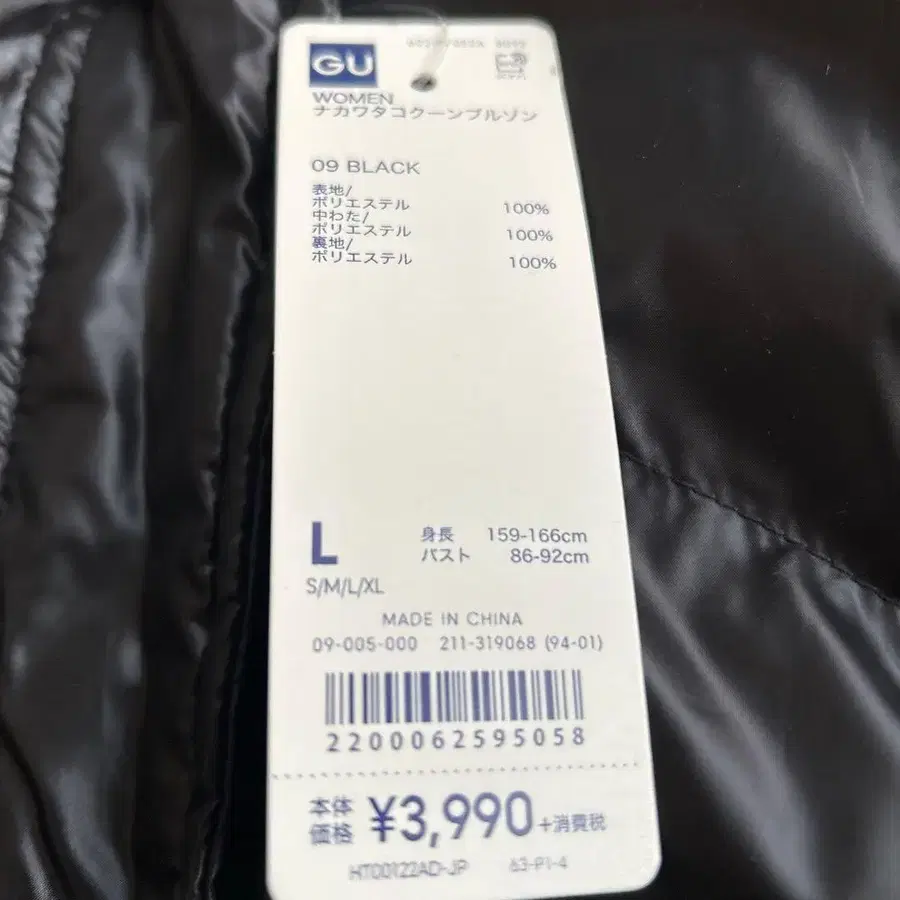 GU
WOMEN
ナカワタコクーンブルゾン
09 BLACK
表地/
ポリエステル 100%
中わた/
ポリエステル 100%
裏地/
ポリエステル 100%
L 身長 159-166cm
バスト 86-92cm
S/M/L/XL
MADE IN CHINA
09-005-000 211-319068 (94-01)
2200062595058
本体価格 ¥3,990 +消費税
HT00122AD-JP 63-P1-4